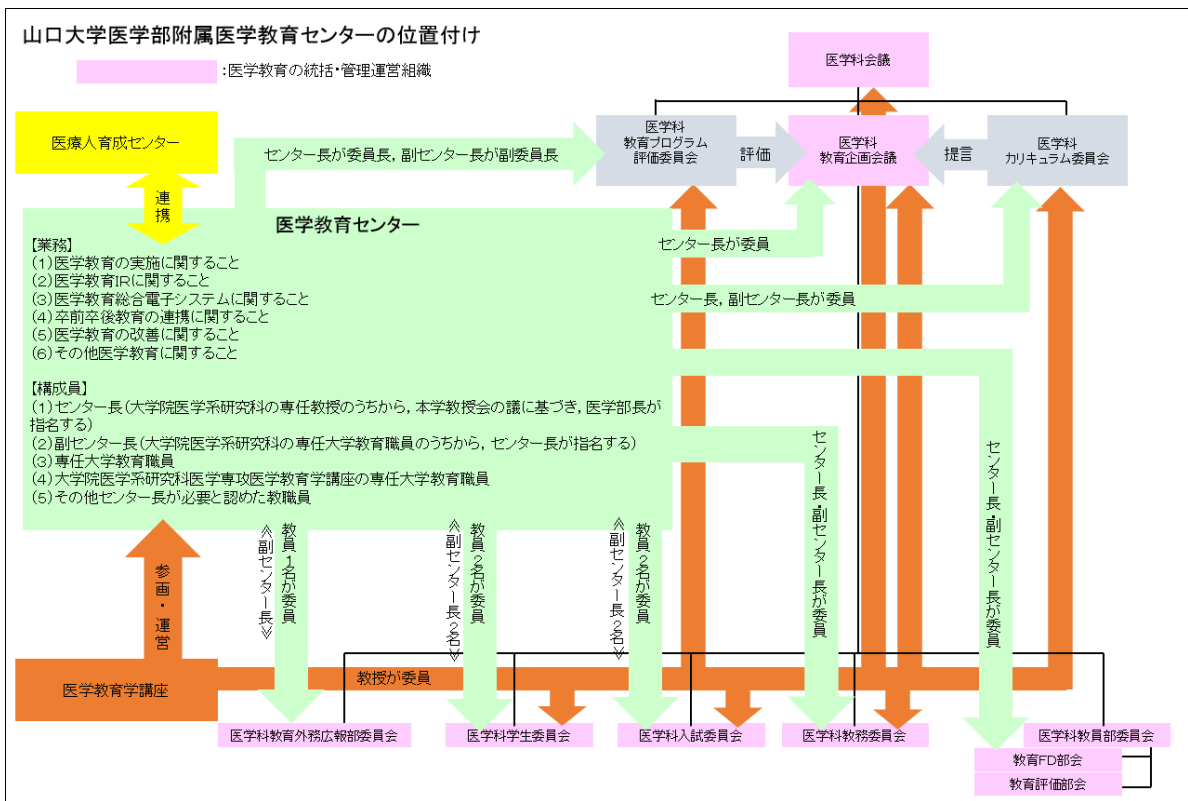 山口大学医学部附属医学教育センターの位置付け
:医学教育の統括・管理運営組織
医学科会議
医療人育成センター
連携
センター長が委員長,副センター長が副委員長
医学科
教育プログラム
評価委員会
評価
医学科
教育企画会議
提言
医学科
カリキュラム委員会
医学教育センター
【業務】
(1)医学教育の実施に関すること
(2)医学教育IRに関すること
(3)医学教育総合電子システムに関すること
(4)卒前卒後教育の連携に関すること
(5)医学教育の改善に関すること
(6)その他医学教育に関すること
【構成員】
(1)センター長(大学院医学系研究科の専任教授のうちから,本学教授会の議に基づき,医学部長が
指名する)
(2)副センター長(大学院医学系研究科の専任大学教育職員のうちから,センター長が指名する)
(3)専任大学教育職員
(4)大学院医学系研究科医学専攻医学教育学講座の専任大学教育職員
(5)その他センター長が必要と認めた教職員
センター長が委員
センター長,副センター長が委員
センター長・副センター長が委員
センター長・副センター長が委員
教員1名が委員
≪副センター長≫
教員2名が委員
≪副センター長2名≫
教員2名が委員
≪副センター長2名≫
参画・運営
医学教育学講座
教授が委員
医学科教育外務広報部委員会
医学科学生委員会
医学科入試委員会
医学科教務委員会
医学科教員部委員会
教育FD部会
教育評価部会